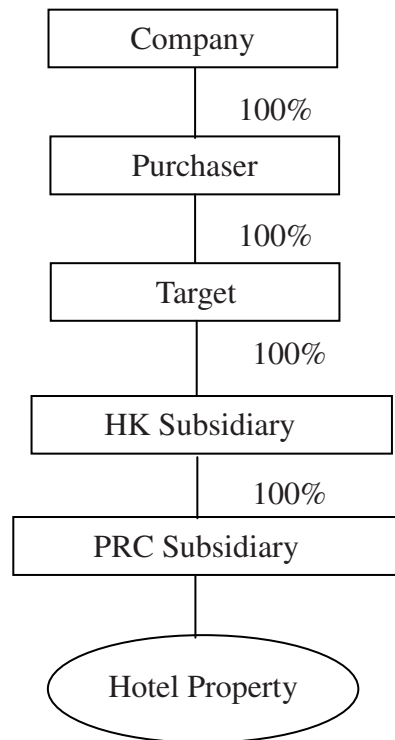 Company
100%
Purchaser
100%
Target
100%
HK Subsidiary
100%
PRC Subsidiary
Hotel Property